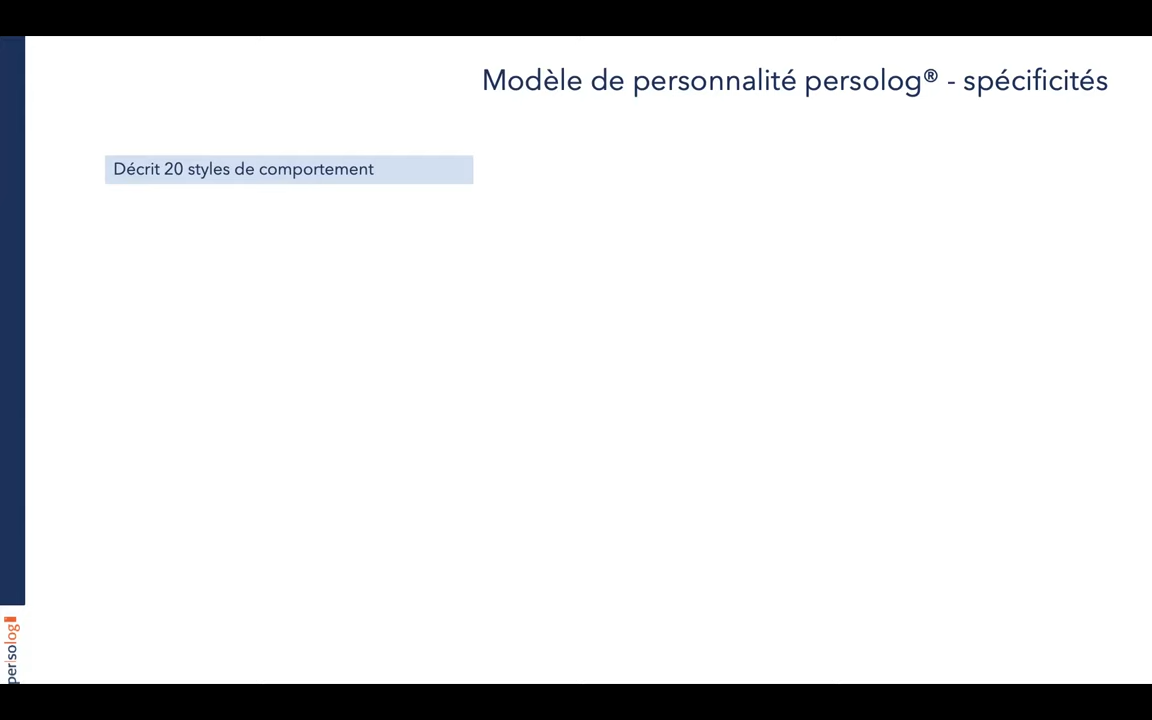 Modèle de personnalité persolog® - spécificités
Décrit 20 styles de comportement
persolog